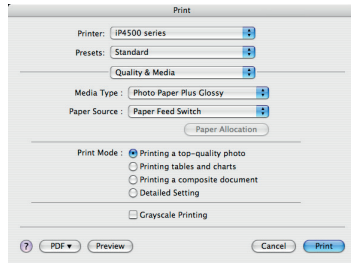 Print
Printer: iP4500 series
Presets: Standard
Quality & Media
Media Type : Photo Paper Plus Glossy
Paper Source : Paper Feed Switch
Paper Allocation
Print Mode : Printing a top-quality photo
Printing tables and charts
Printing a composite document
Detailed Setting
Grayscale Printing
? PDF ▼ Preview Cancel Print